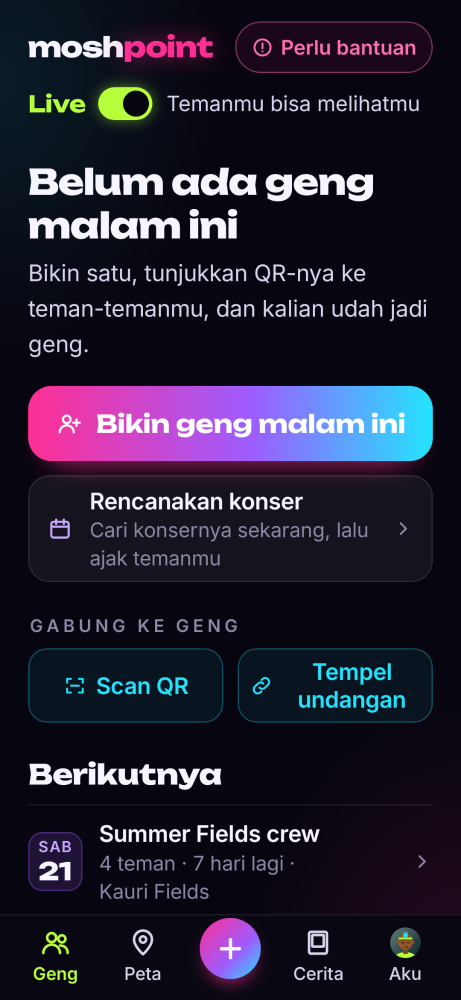 moshpoint
Perlu bantuan
Live
Temanmu bisa melihatmu
Belum ada geng
malam ini
Bikin satu, tunjukkan QR-nya ke
teman-temanmu, dan kalian udah jadi
geng.
Bikin geng malam ini
Rencanakan konser
Cari konsernya sekarang, lalu
ajak temanmu
GABUNG KE GENG
Scan QR
Tempel
undangan
Berikutnya
SAB
21
Summer Fields crew
4 teman · 7 hari lagi ·
Kauri Fields
Geng
Peta
Cerita
Aku